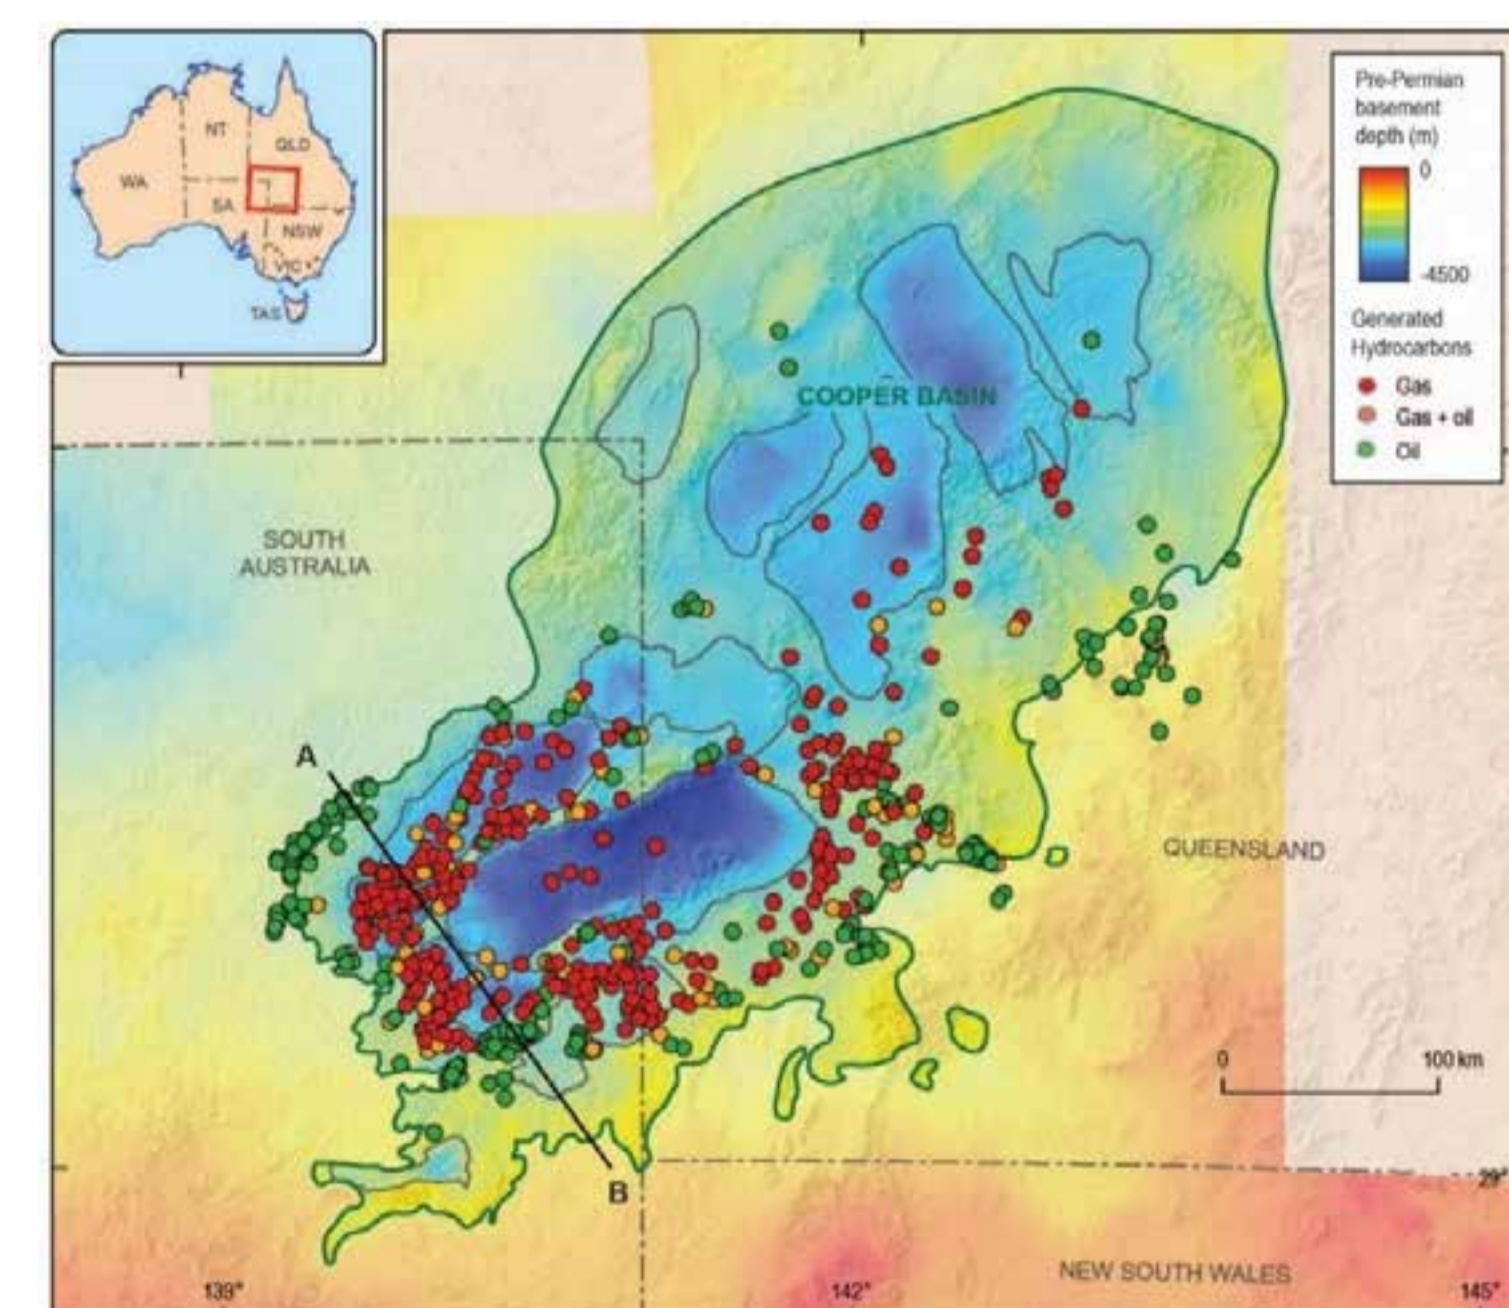 NT
QLD
WA
SA
NSW
VIC
TAS
Pre-Permian
basement
depth (m)
0
-4500
Generated
Hydrocarbons
Gas
Gas + oil
Oil
COOPER BASIN
SOUTH
AUSTRALIA
A
QUEENSLAND
0
100 km
B
29°
NEW SOUTH WALES
139°
142°
145°